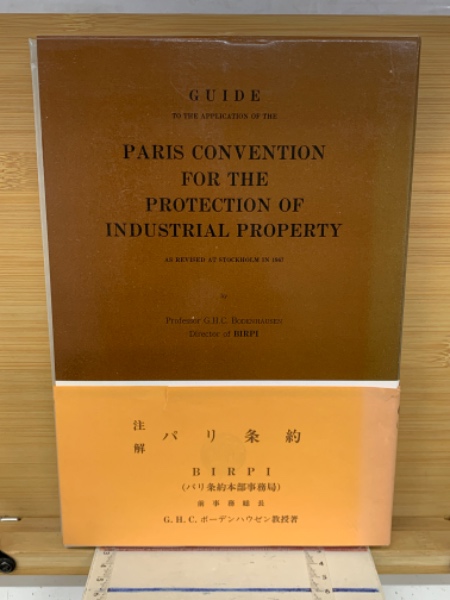 GUIDE
TO THE APPLICATION OF THE
PARIS CONVENTION
FOR THE
PROTECTION OF
INDUSTRIAL PROPERTY
AS REVISED AT STOCKHOLM IN 1967
by
Professor G.H.C. Bodenhausen
Director of BIRPI
注解 パリ条約
BIRPI
(パリ条約本部事務局)
前事務総長
G.H.C.ボーデンハウゼン教授著